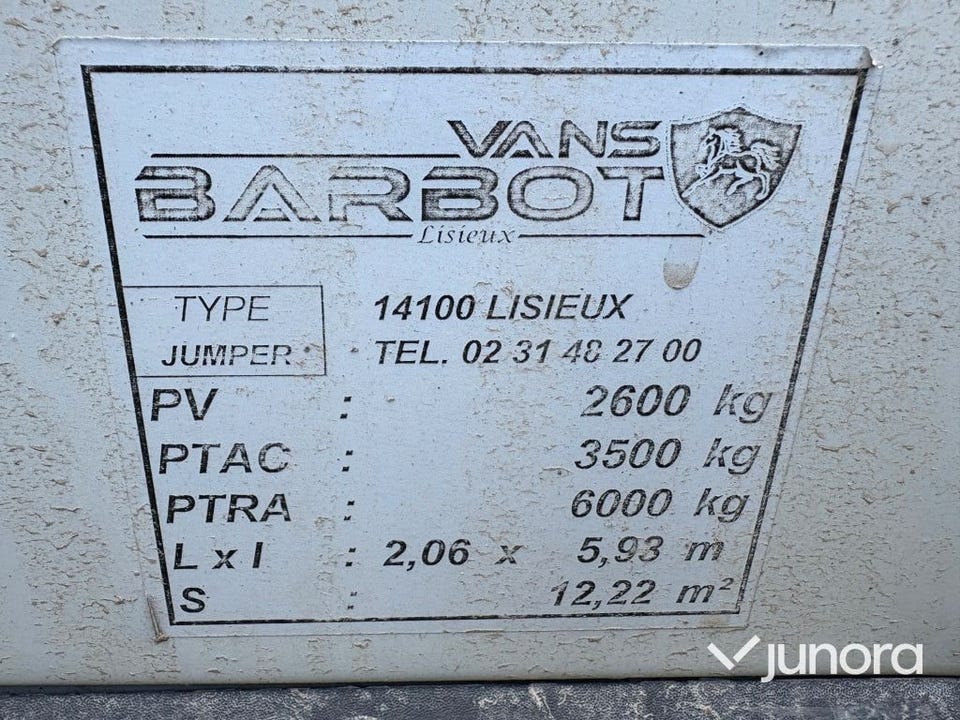 VANS
BARBOT
Lisieux
TYPE 14100 LISIEUX
JUMPER TEL. 02 31 48 27 00
PV : 2600 kg
PTAC : 3500 kg
PTRA : 6000 kg
L x l : 2,06 x 5,93 m
S : 12,22 m²
junora